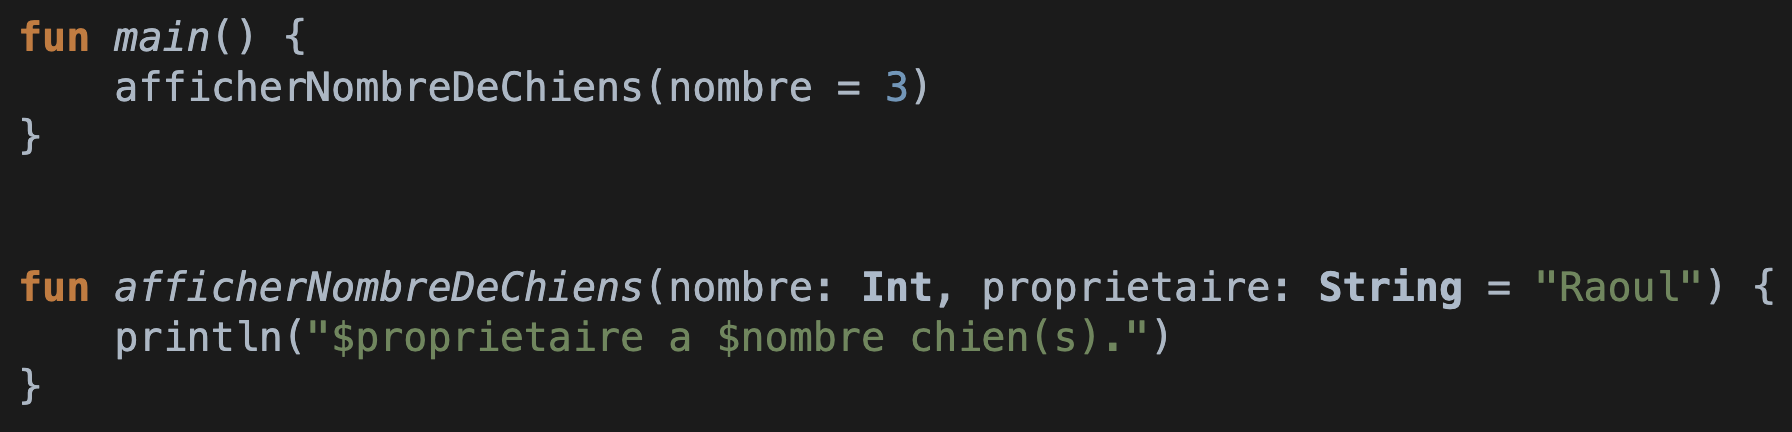 fun main() {
    afficherNombreDeChiens(nombre = 3)
}
fun afficherNombreDeChiens(nombre: Int, proprietaire: String = "Raoul") {
    println("$proprietaire a $nombre chien(s).")
}